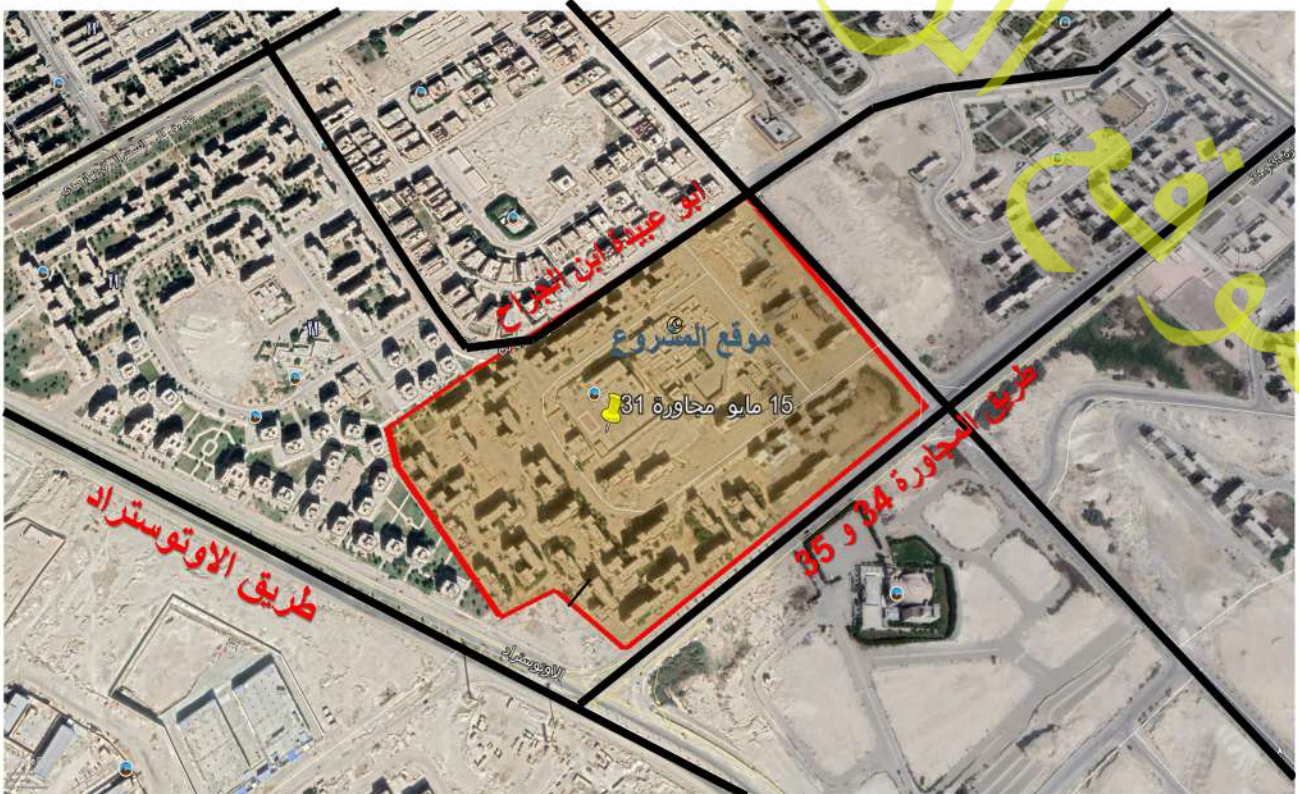 ابو عبيدة ابن الجراح
موقع المشروع
15 مايو مجاورة 31
طريق المجاورة 34 و 35
طريق الاوتوستراد
الاوتوستراد